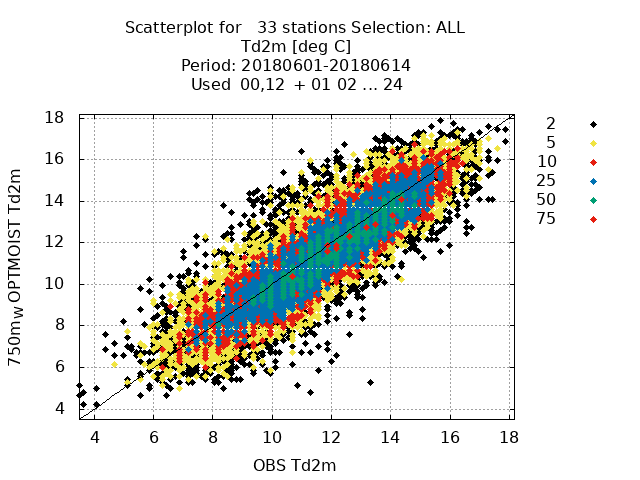 Scatterplot for 33 stations Selection: ALL
Td2m [deg C]
Period: 20180601-20180614
Used 00,12 + 01 02 ... 24
18
16
14
12
10
8
6
4
4 6 8 10 12 14 16 18
750m_w OPTMOIST Td2m
OBS Td2m
2
5
10
25
50
75